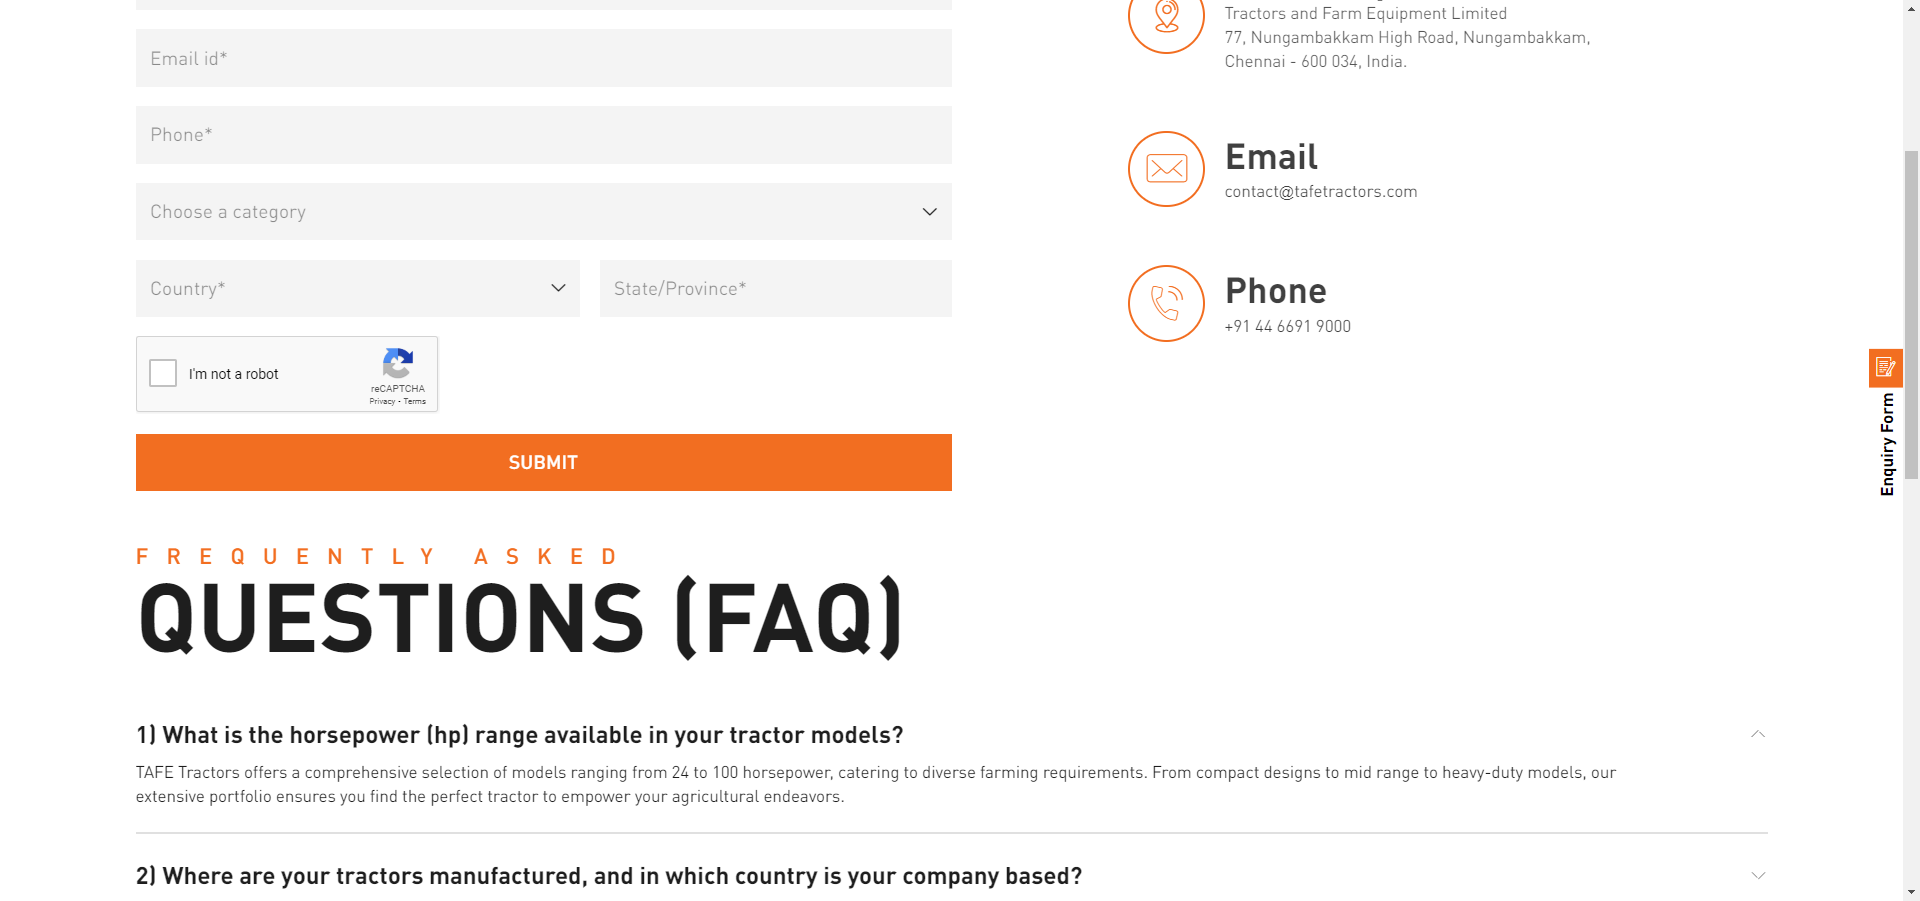 Email id*
Phone*
Choose a category
Country*
State/Province*
I'm not a robot
reCAPTCHA
Privacy - Terms
SUBMIT
Tractors and Farm Equipment Limited
77, Nungambakkam High Road, Nungambakkam,
Chennai - 600 034, India.
Email
contact@tafetractors.com
Phone
+91 44 6691 9000
Enquiry Form
FREQUENTLY ASKED
QUESTIONS (FAQ)
1) What is the horsepower (hp) range available in your tractor models?
TAFE Tractors offers a comprehensive selection of models ranging from 24 to 100 horsepower, catering to diverse farming requirements. From compact designs to mid range to heavy-duty models, our
extensive portfolio ensures you find the perfect tractor to empower your agricultural endeavors.
2) Where are your tractors manufactured, and in which country is your company based?